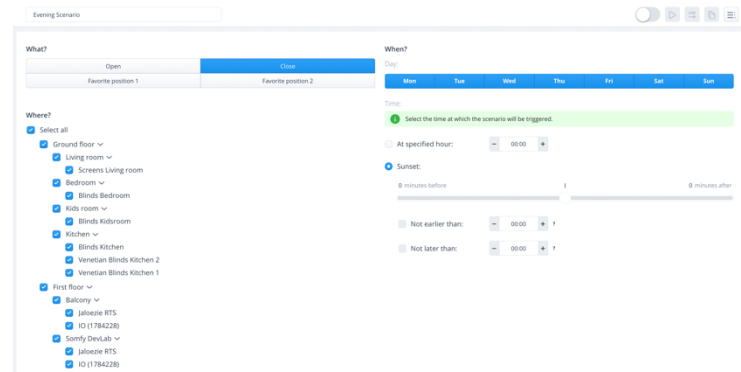 Evening Scenario
What?
Open
Close
Favorite position 1
Favorite position 2
Where?
Select all
Ground floor
Living room
Screens Living room
Bedroom
Blinds Bedroom
Kids room
Blinds Kidsroom
Kitchen
Blinds Kitchen
Venetian Blinds Kitchen 2
Venetian Blinds Kitchen 1
First floor
Balcony
Jaloezie RTS
IO (1784228)
Somfy DevLab
Jaloezie RTS
IO (1784228)
When?
Day:
Mon Tue Wed Thu Fri Sat Sun
Time:
Select the time at which the scenario will be triggered.
At specified hour: - 00:00 +
Sunset:
0 minutes before
0 minutes after
Not earlier than: - 00:00 + ?
Not later than: - 00:00 + ?